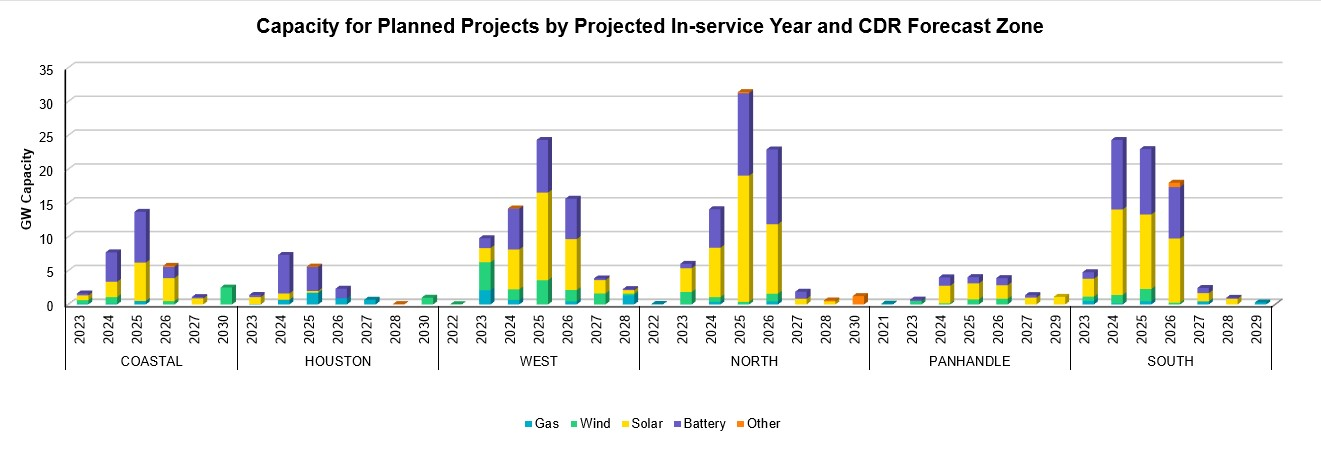 Capacity for Planned Projects by Projected In-service Year and CDR Forecast Zone
GW Capacity
35
30
25
20
15
10
5
0
2023 2024 2025 2026 2027 2030 2023 2024 2025 2026 2027 2028 2030 2022 2023 2024 2025 2026 2027 2028 2022 2023 2024 2025 2026 2027 2028 2030 2021 2023 2024 2025 2026 2027 2029 2023 2024 2025 2026 2027 2028 2029
COASTAL HOUSTON WEST NORTH PANHANDLE SOUTH
Gas Wind Solar Battery Other